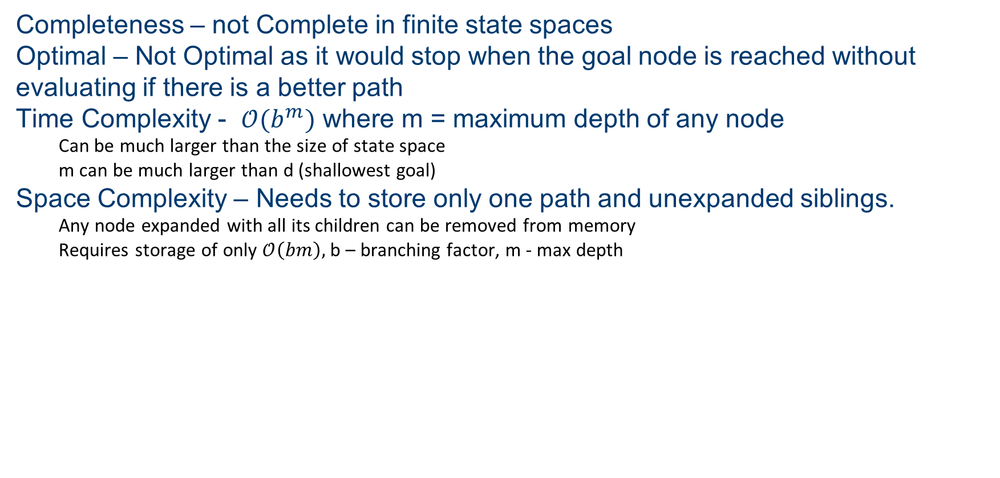 Completeness – not Complete in finite state spaces
Optimal – Not Optimal as it would stop when the goal node is reached without
evaluating if there is a better path
Time Complexity - 𝒪(𝑏ᵐ) where m = maximum depth of any node
Can be much larger than the size of state space
m can be much larger than d (shallowest goal)
Space Complexity – Needs to store only one path and unexpanded siblings.
Any node expanded with all its children can be removed from memory
Requires storage of only 𝒪(𝑏𝑚), b – branching factor, m - max depth